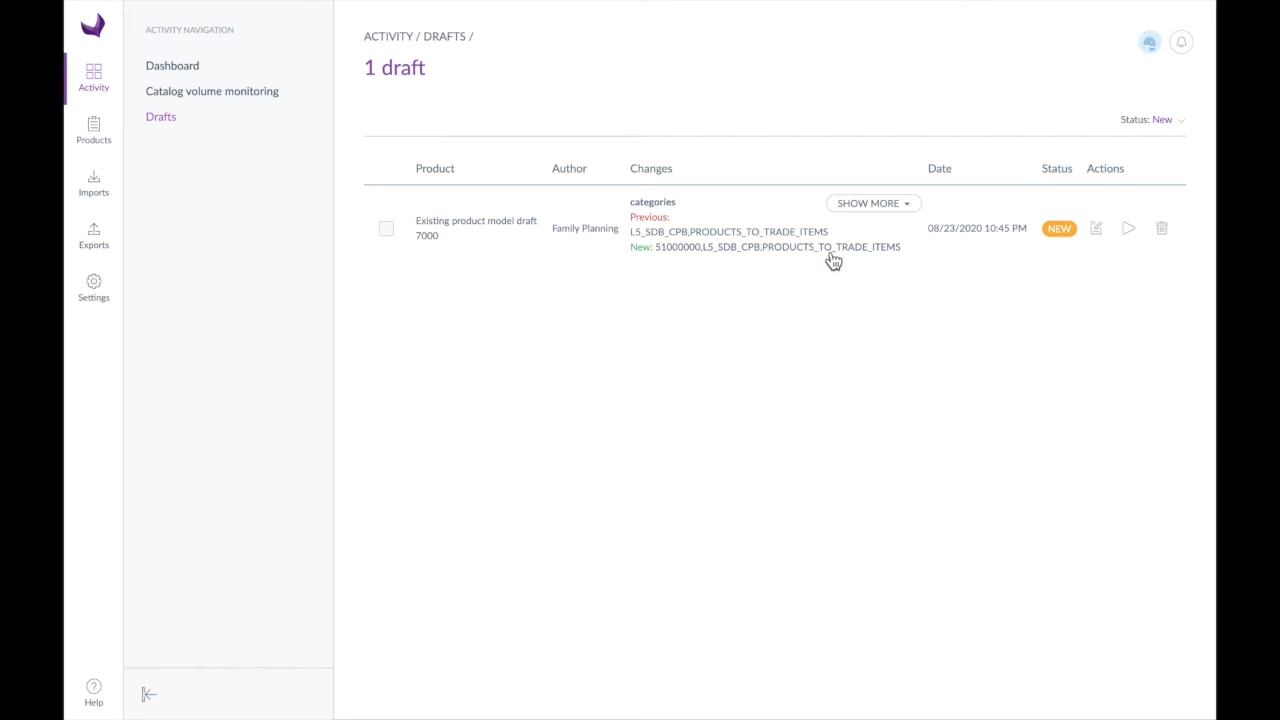 Activity
Products
Imports
Exports
Settings
Help
ACTIVITY NAVIGATION
Dashboard
Catalog volume monitoring
Drafts
ACTIVITY / DRAFTS /
1 draft
Status: New
Product Author Changes Date Status Actions
Existing product model draft
7000
Family Planning
categories
SHOW MORE
Previous:
L5_SDB_CPB,PRODUCTS_TO_TRADE_ITEMS
New: 51000000,L5_SDB_CPB,PRODUCTS_TO_TRADE_ITEMS
08/23/2020 10:45 PM
NEW